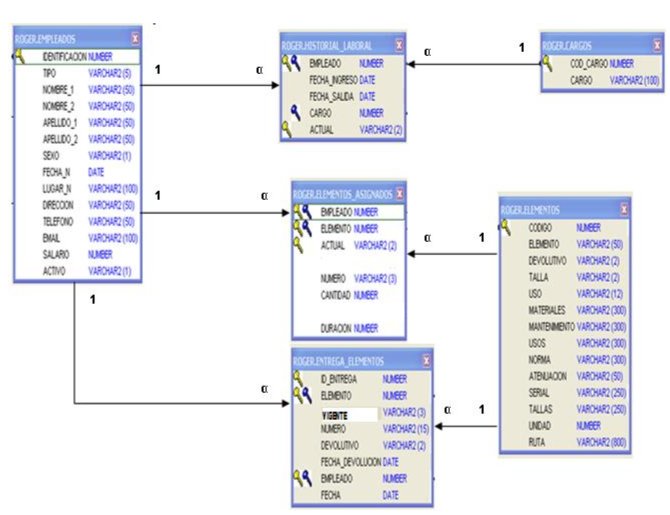 ROGER.EMPLEADOS
IDENTIFICACION NUMBER
TIPO VARCHAR2 (5)
NOMBRE_1 VARCHAR2 (50)
NOMBRE_2 VARCHAR2 (50)
APELLIDO_1 VARCHAR2 (50)
APELLIDO_2 VARCHAR2 (50)
SEXO VARCHAR2 (1)
FECHA_N DATE
LUGAR_N VARCHAR2 (100)
DIRECCION VARCHAR2 (50)
TELEFONO VARCHAR2 (50)
EMAIL VARCHAR2 (100)
SALARIO NUMBER
ACTIVO VARCHAR2 (1)
1 α
ROGER.HISTORIAL_LABORAL
EMPLEADO NUMBER
FECHA_INGRESO DATE
FECHA_SALIDA DATE
CARGO NUMBER
ACTUAL VARCHAR2 (2)
α 1
ROGER.CARGOS
COD_CARGO NUMBER
CARGO VARCHAR2 (100)
1 α
ROGER.ELEMENTOS_ASIGNADOS
EMPLEADO NUMBER
ELEMENTO NUMBER
ACTUAL VARCHAR2 (2)
NUMERO VARCHAR2 (3)
CANTIDAD NUMBER
DURACION NUMBER
α 1
ROGER.ELEMENTOS
CODIGO NUMBER
ELEMENTO VARCHAR2 (50)
DEVOLUTIVO VARCHAR2 (2)
TALLA VARCHAR2 (2)
USO VARCHAR2 (12)
MATERIALES VARCHAR2 (300)
MANTENIMIENTO VARCHAR2 (300)
USOS VARCHAR2 (300)
NORMA VARCHAR2 (300)
ATENUACION VARCHAR2 (50)
SERIAL VARCHAR2 (250)
TALLAS VARCHAR2 (250)
UNIDAD NUMBER
RUTA VARCHAR2 (800)
1 α
ROGER.ENTREGA_ELEMENTOS
ID_ENTREGA NUMBER
ELEMENTO NUMBER
VIGENTE VARCHAR2 (3)
NUMERO VARCHAR2 (15)
DEVOLUTIVO VARCHAR2 (2)
FECHA_DEVOLUCION DATE
EMPLEADO NUMBER
FECHA DATE
α 1